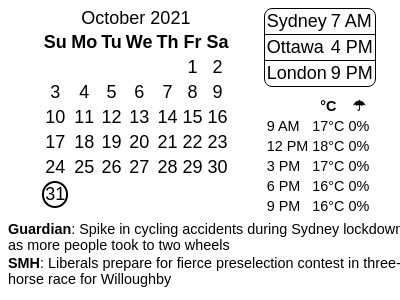 October 2021
Su Mo Tu We Th Fr Sa
1 2
3 4 5 6 7 8 9
10 11 12 13 14 15 16
17 18 19 20 21 22 23
24 25 26 27 28 29 30
31
Sydney 7 AM
Ottawa 4 PM
London 9 PM
°C ☂
9 AM 17°C 0%
12 PM 18°C 0%
3 PM 17°C 0%
6 PM 16°C 0%
9 PM 16°C 0%
Guardian: Spike in cycling accidents during Sydney lockdown
as more people took to two wheels
SMH: Liberals prepare for fierce preselection contest in three-
horse race for Willoughby